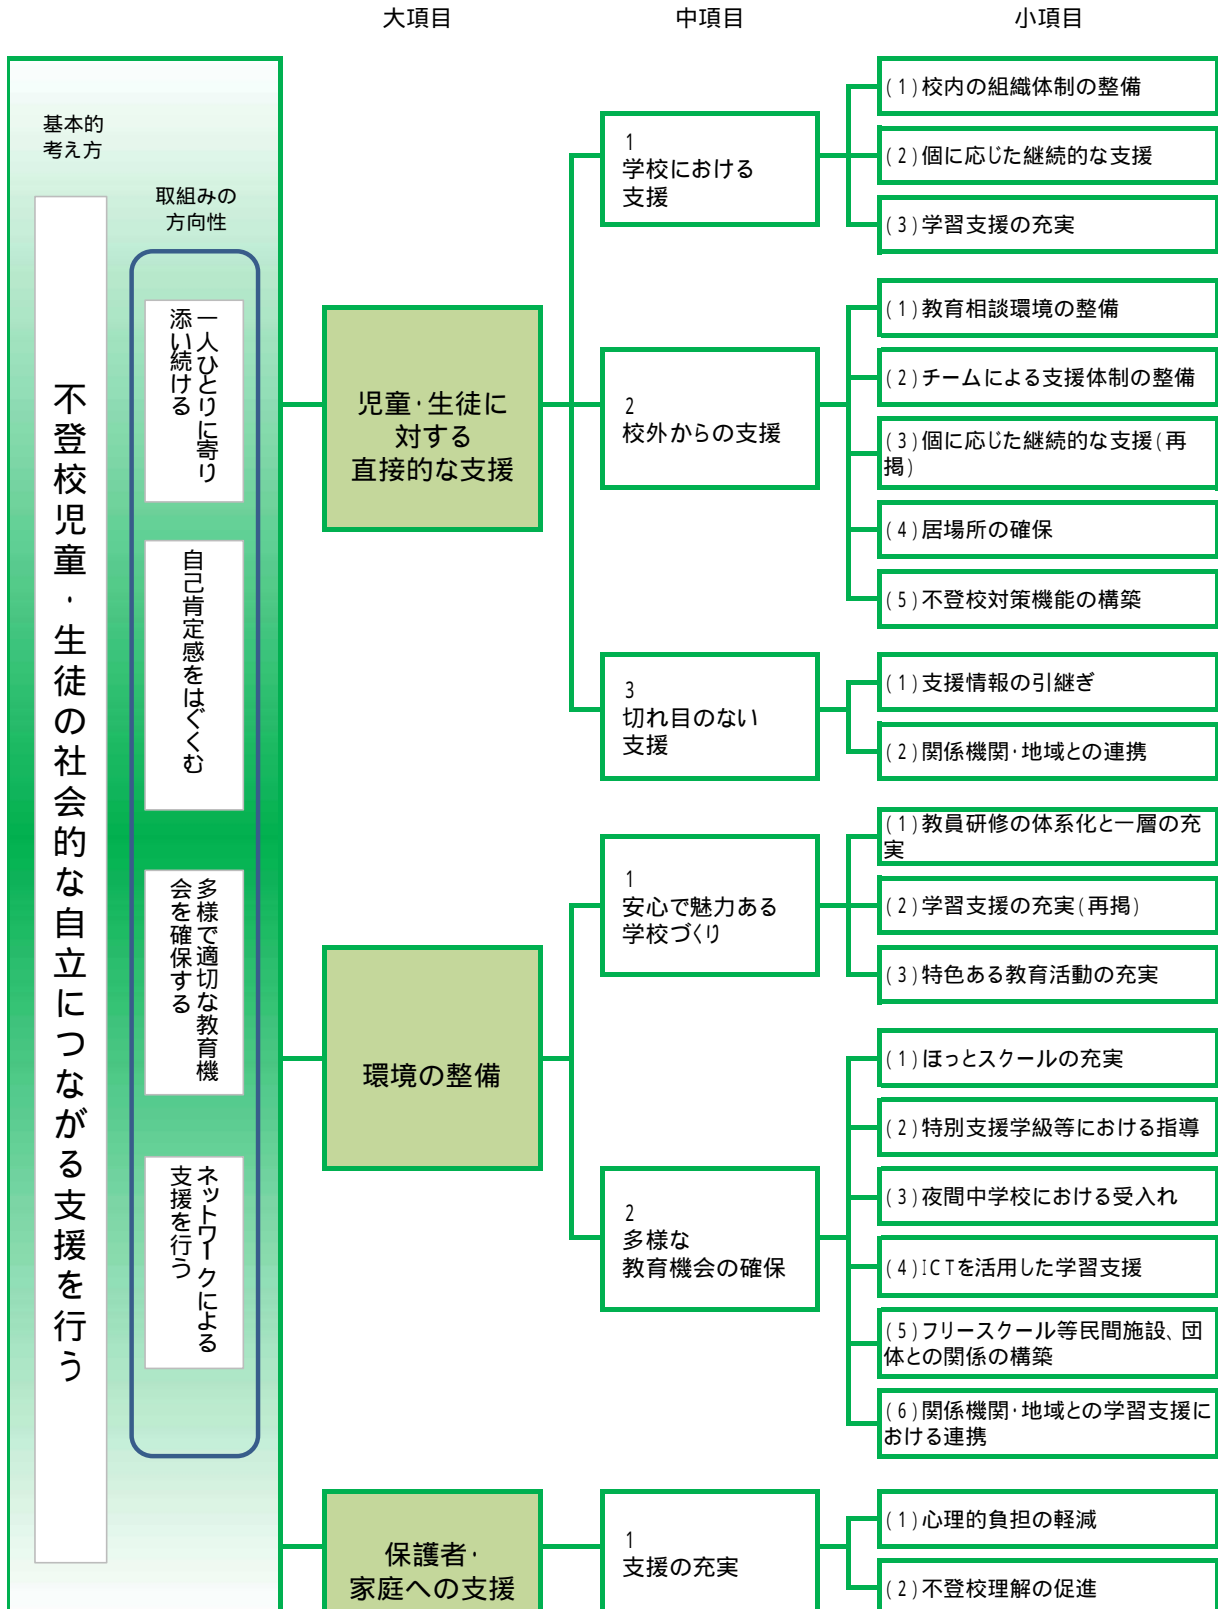 大項目
中項目
小項目
基本的
考え方
不登校児童・生徒の社会的な自立につながる支援を行う
取組みの
方向性
一人ひとりに寄り
添い続ける
自己肯定感をはぐくむ
多様で適切な教育機
会を確保する
ネットワークによる
支援を行う
児童・生徒に
対する
直接的な支援
1
学校における
支援
(1)校内の組織体制の整備
(2)個に応じた継続的な支援
(3)学習支援の充実
2
校外からの支援
(1)教育相談環境の整備
(2)チームによる支援体制の整備
(3)個に応じた継続的な支援(再
掲)
(4)居場所の確保
(5)不登校対策機能の構築
3
切れ目のない
支援
(1)支援情報の引継ぎ
(2)関係機関・地域との連携
環境の整備
1
安心で魅力ある
学校づくり
(1)教員研修の体系化と一層の充
実
(2)学習支援の充実(再掲)
(3)特色ある教育活動の充実
2
多様な
教育機会の確保
(1)ほっとスクールの充実
(2)特別支援学級等における指導
(3)夜間中学校における受入れ
(4)ICTを活用した学習支援
(5)フリースクール等民間施設、団
体との関係の構築
(6)関係機関・地域との学習支援に
おける連携
保護者・
家庭への支援
1
支援の充実
(1)心理的負担の軽減
(2)不登校理解の促進